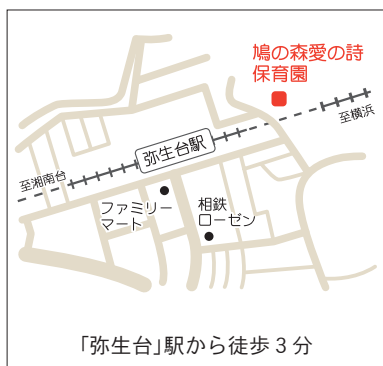 鳩の森愛の詩
保育園
至横浜
弥生台駅
至湘南台
ファミリー
マート
相鉄
ローゼン
「弥生台」駅から徒歩3分